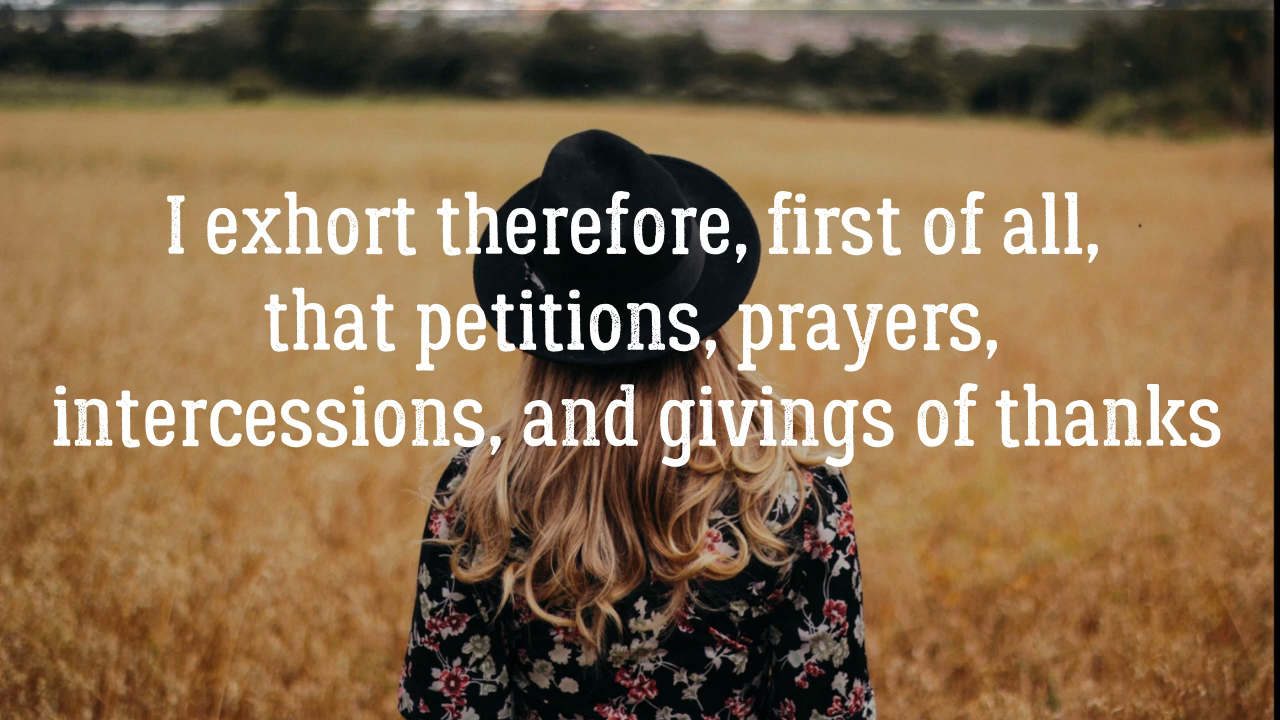 I exhort therefore, first of all,
that petitions, prayers,
intercessions, and givings of thanks